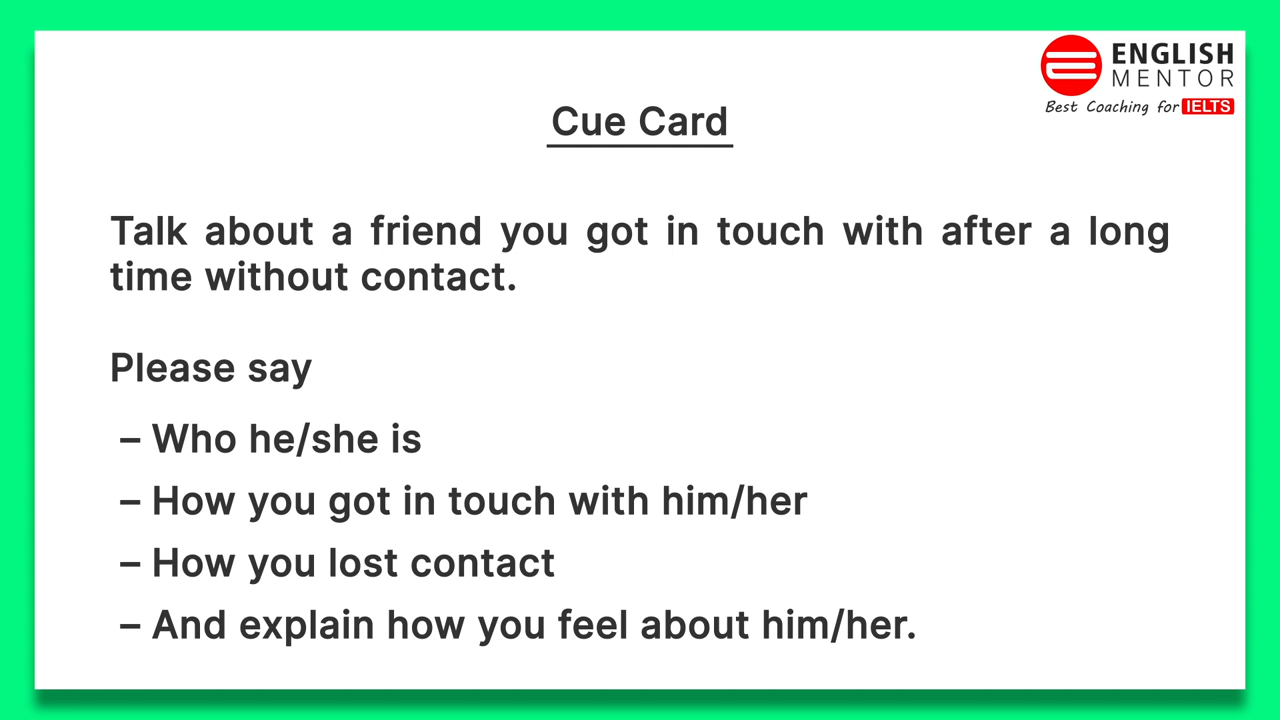 ENGLISH
MENTOR
Best Coaching for IELTS
Cue Card
Talk about a friend you got in touch with after a long
time without contact.
Please say
– Who he/she is
– How you got in touch with him/her
– How you lost contact
– And explain how you feel about him/her.